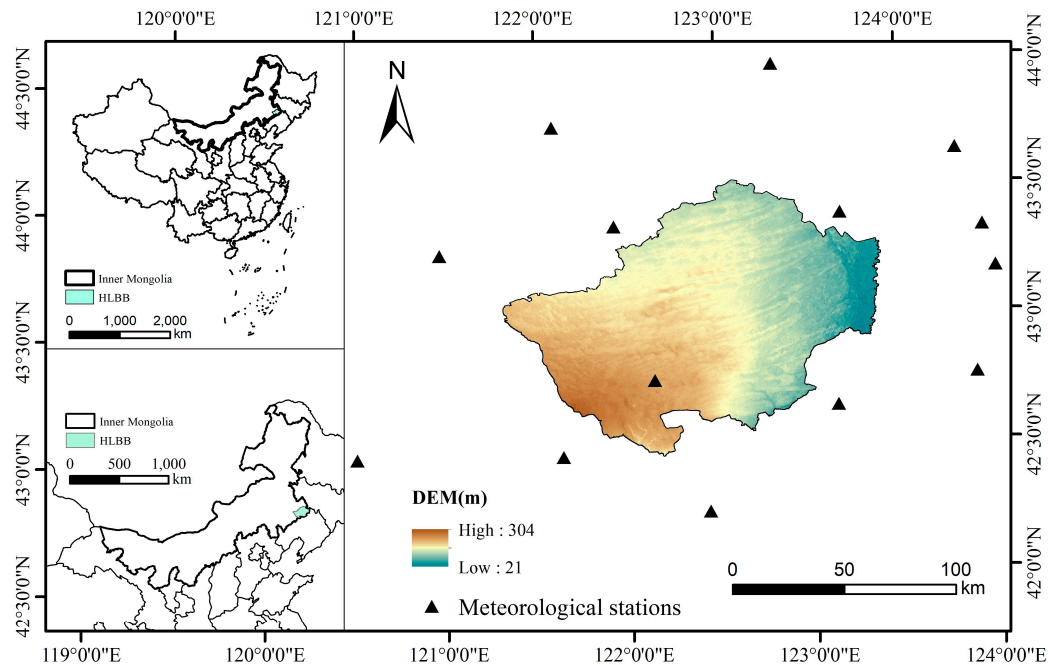 120°0'0"E
121°0'0"E
122°0'0"E
123°0'0"E
124°0'0"E
44°30'0"N
44°0'0"N
43°30'0"N
43°0'0"N
42°30'0"N
44°0'0"N
43°30'0"N
43°0'0"N
42°30'0"N
42°0'0"N
N
Inner Mongolia
HLBB
0 1,000 2,000
km
Inner Mongolia
HLBB
0 500 1,000
km
DEM(m)
High : 304
Low : 21
Meteorological stations
0 50 100
km
119°0'0"E
120°0'0"E
121°0'0"E
122°0'0"E
123°0'0"E
124°0'0"E